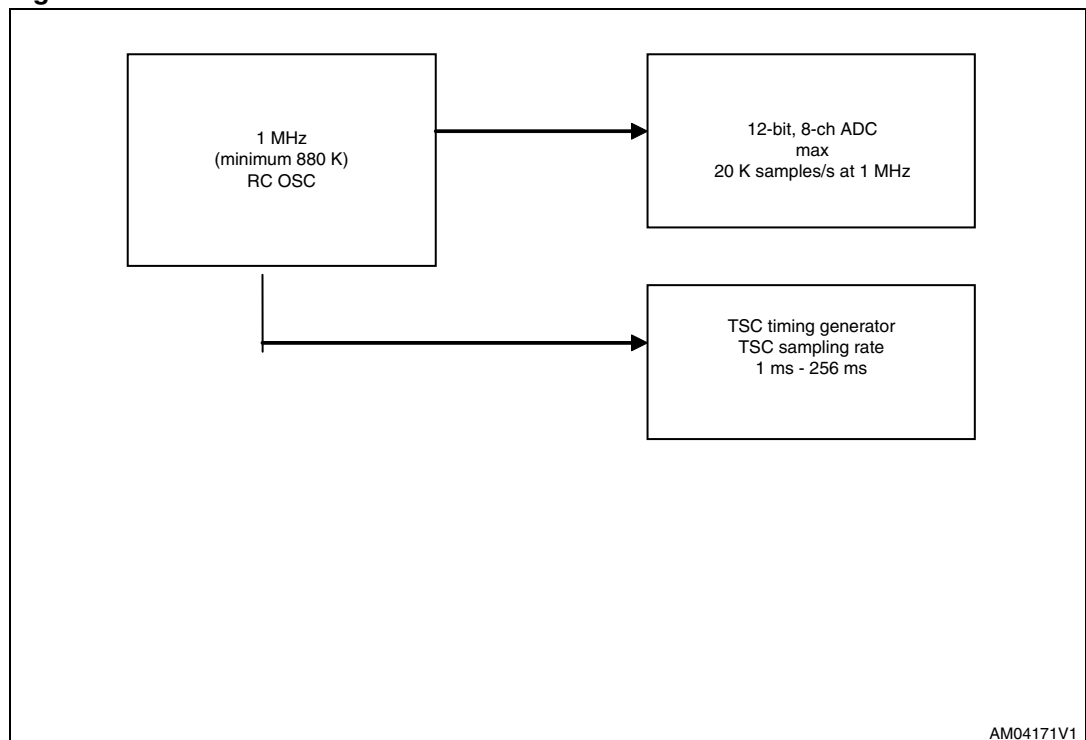 1 MHz
(minimum 880 K)
RC OSC
12-bit, 8-ch ADC
max
20 K samples/s at 1 MHz
TSC timing generator
TSC sampling rate
1 ms - 256 ms
AM04171V1